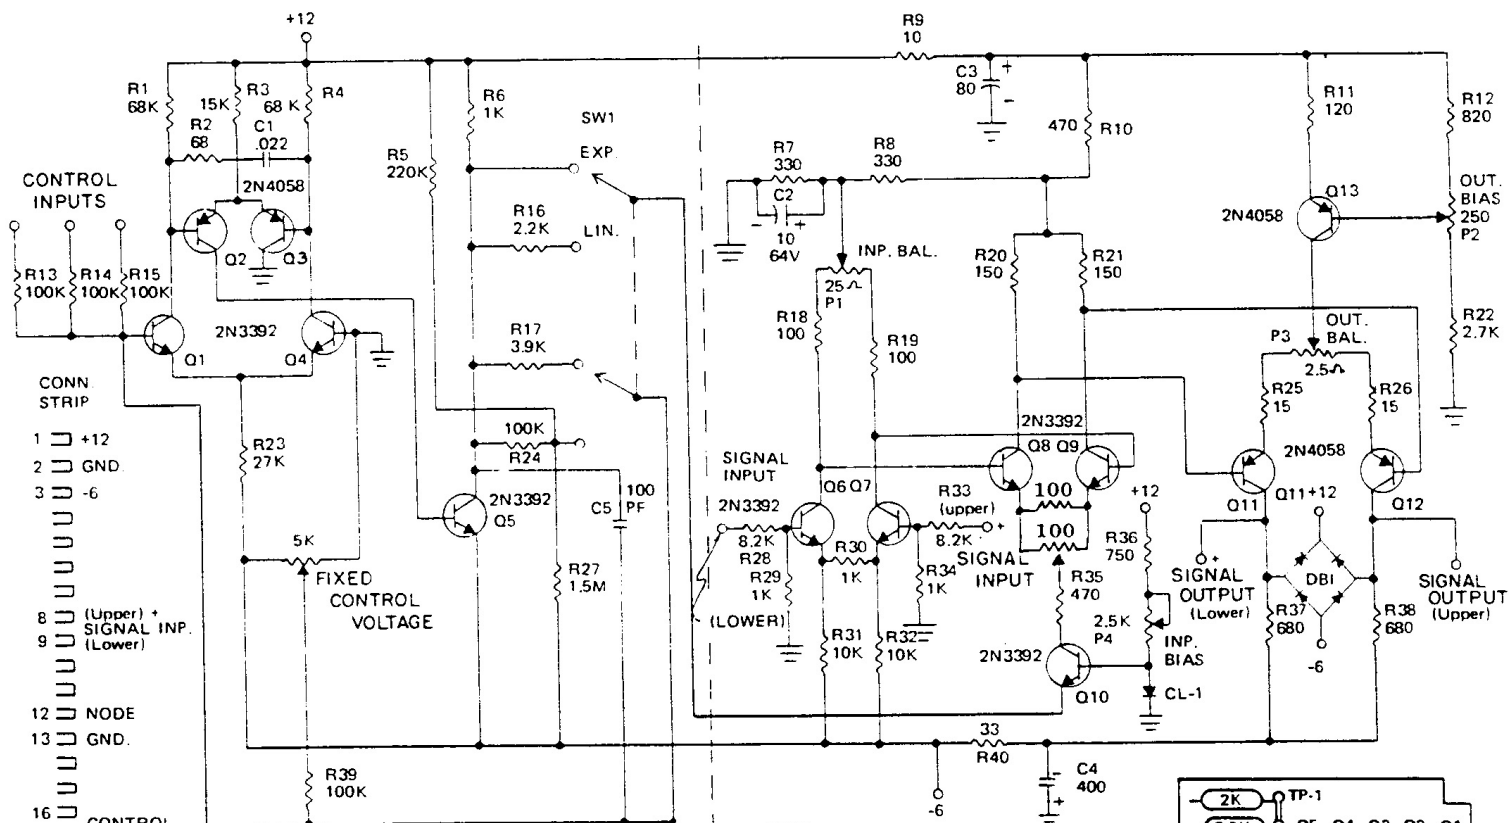 +12
R9
10
R1
68K
R3
15K
68 K
R4
R2
68
C1
.022
R6
1K
SW1
EXP.
R5
220K
C3
80
+
-
470
R10
R11
120
R12
820
R7
330
R8
330
CONTROL
INPUTS
2N4058
Q2
Q3
R16
2.2K
LIN.
C2
-
+
10
64V
INP. BAL.
25Ω
P1
Q13
2N4058
OUT.
BIAS
250
P2
R13
100K
R14
100K
R15
100K
R20
150
R21
150
2N3392
Q1
Q4
R17
3.9K
R18
100
R19
100
P3
OUT.
BAL.
2.5Ω
R22
2.7K
CONN.
STRIP
1 +12
2 GND.
3 -6
R25
15
R26
15
R23
27K
100K
R24
2N3392
Q8 Q9
2N4058
Q11
Q12
SIGNAL
INPUT
2N3392
Q6 Q7
R33
(upper)
+
8.2K
100
100
+12
Q11+12
2N3392
Q5
C5
100
PF
8.2K
R28
R29
1K
R30
1K
R34
1K
SIGNAL
INPUT
R36
750
5K
FIXED
CONTROL
VOLTAGE
R27
1.5M
(LOWER)
R35
470
2.5K
P4
INP.
BIAS
+
SIGNAL
OUTPUT
(Lower)
DBI
-6
R37
680
R38
680
SIGNAL
OUTPUT
(Upper)
8 (Upper) +
SIGNAL INP.
9 (Lower)
R31
10K
R32
10K
2N3392
Q10
CL-1
12 NODE
13 GND.
33
R40
-6
C4
400
-
+
R39
100K
16
CONTROL
2K
TP-1